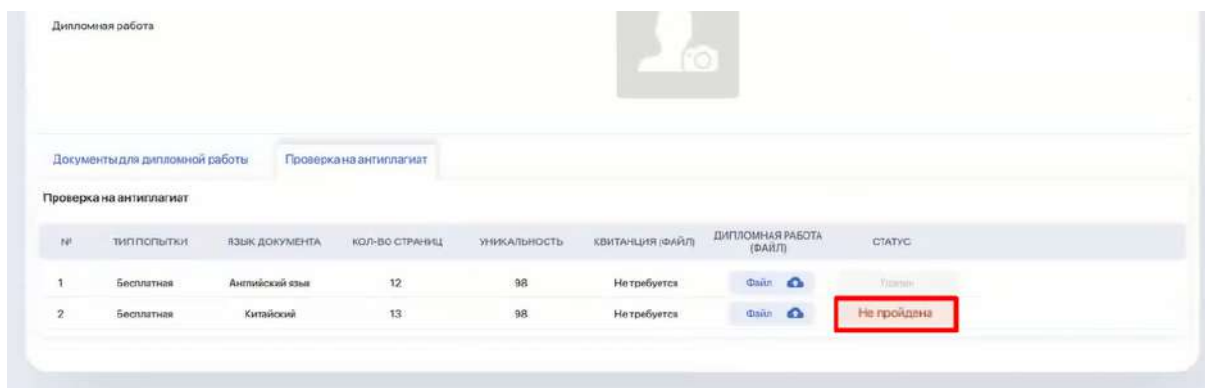 Дипломная работа
Документы для дипломной работы Проверка на антиплагиат
Проверка на антиплагиат
№ ТИП ПОПЫТКИ ЯЗЫК ДОКУМЕНТА КОЛ-ВО СТРАНИЦ УНИКАЛЬНОСТЬ КВИТАНЦИЯ (ФАЙЛ) ДИПЛОМНАЯ РАБОТА (ФАЙЛ) СТАТУС
1 Бесплатная Английский язык 12 98 Не требуется Файл
2 Бесплатная Китайский 13 98 Не требуется Файл Не пройдена